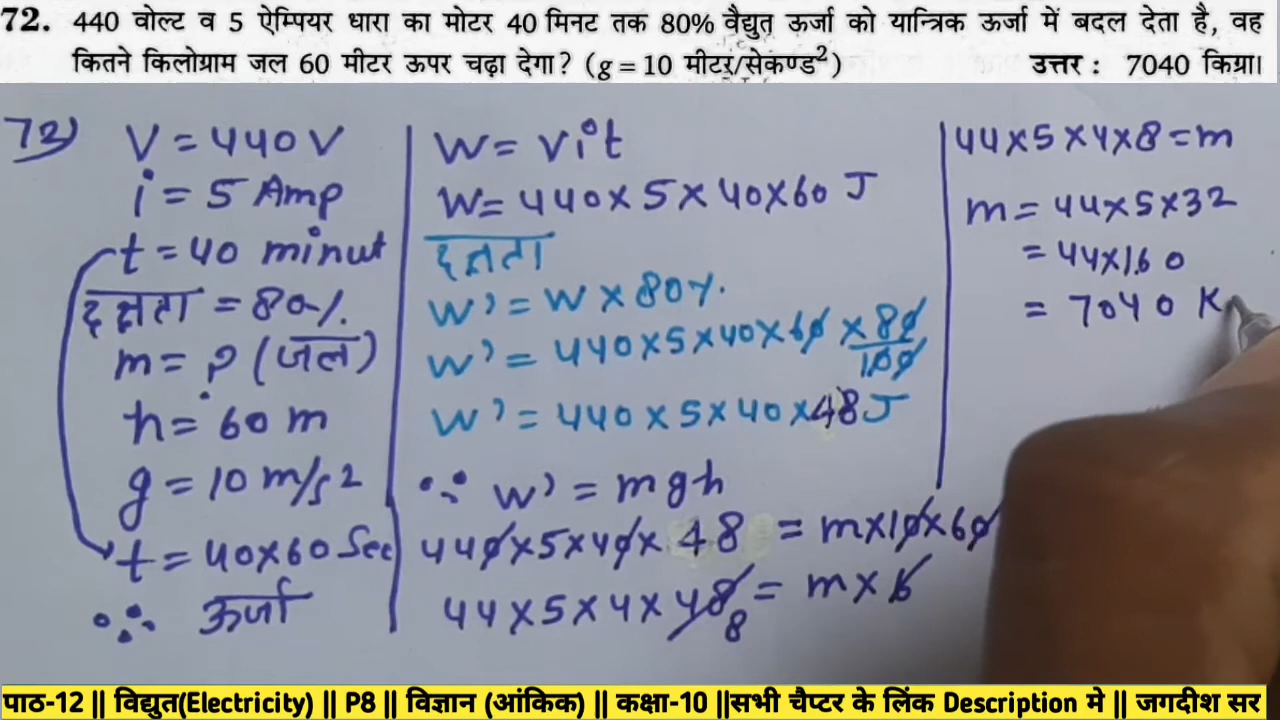 72. 440 वोल्ट व 5 ऐम्पियर धारा का मोटर 40 मिनट तक 80% वैद्युत ऊर्जा को यान्त्रिक ऊर्जा में बदल देता है, वह
कितने किलोग्राम जल 60 मीटर ऊपर चढ़ा देगा? (g = 10 मीटर/सेकण्ड²) उत्तर : 7040 किग्रा।
72) V = 440 V
i = 5 Amp
t = 40 minut
दक्षता = 80%
m = ? (जल)
h = 60 m
g = 10 m/s2
t = 40×60 Sec
∴ ऊर्जा
W = Vit
W = 440×5×40×60 J
दक्षता
W' = W × 80%
W' = 440×5×40×60 × 80/100
W' = 440×5×40×48 J
∵ W' = mgh
440×5×40×48 = m×10×60
44×5×4×48 8 = m×6
44×5×4×8 = m
m = 44×5×32
= 44×160
= 7040 K
पाठ-12 || विद्युत(Electricity) || P8 || विज्ञान (आंकिक) || कक्षा-10 ||सभी चैप्टर के लिंक Description मे || जगदीश सर